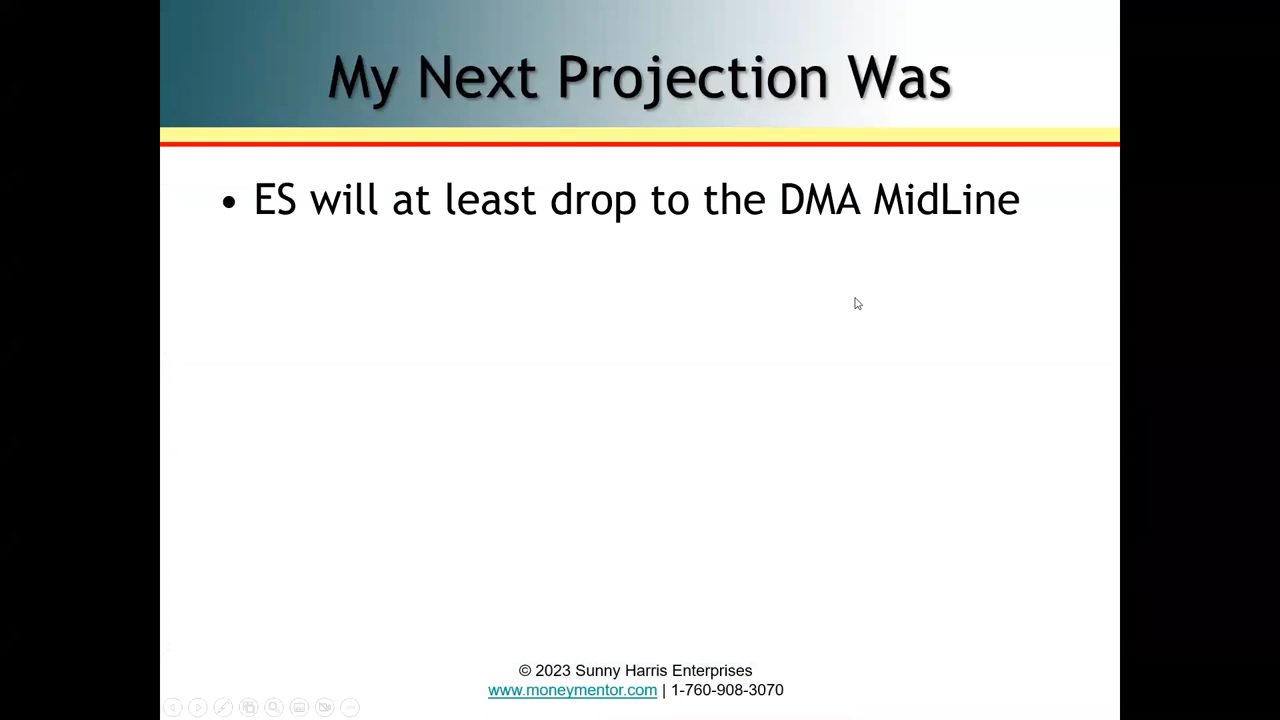 My Next Projection Was
• ES will at least drop to the DMA MidLine
© 2023 Sunny Harris Enterprises
www.moneymentor.com | 1-760-908-3070